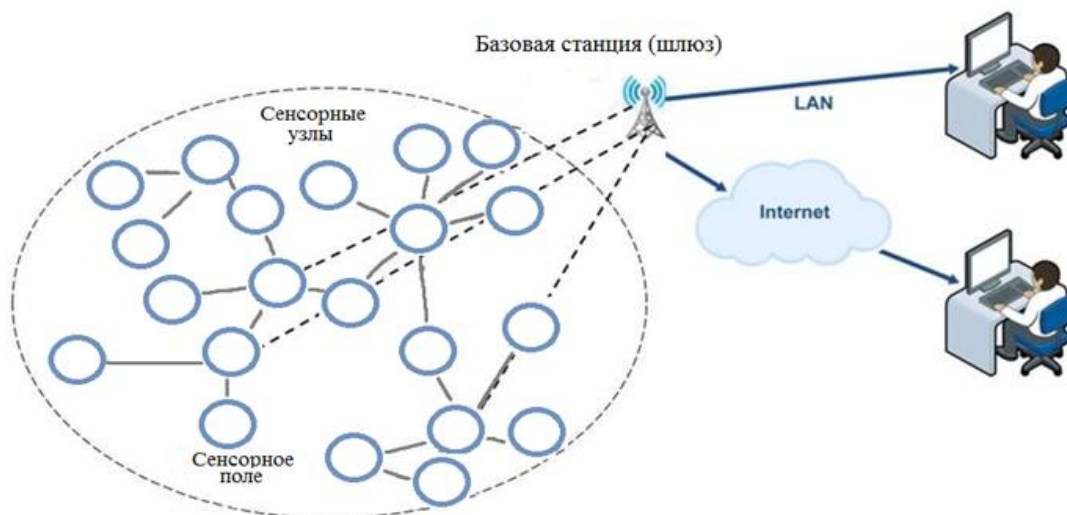 Базовая станция (шлюз)
LAN
Сенсорные
узлы
Internet
Сенсорное
поле